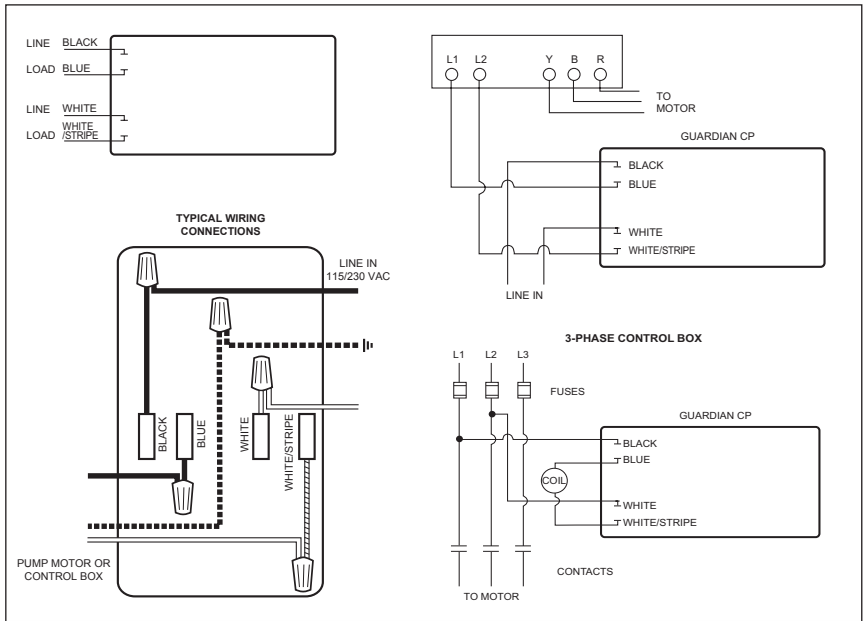 LINE BLACK
LOAD BLUE
LINE WHITE
LOAD WHITE
/STRIPE
L1 L2 Y B R
TO
MOTOR
GUARDIAN CP
BLACK
BLUE
WHITE
WHITE/STRIPE
LINE IN
TYPICAL WIRING
CONNECTIONS
LINE IN
115/230 VAC
BLACK
BLUE
WHITE
WHITE/STRIPE
PUMP MOTOR OR
CONTROL BOX
3-PHASE CONTROL BOX
L1 L2 L3
FUSES
GUARDIAN CP
BLACK
BLUE
COIL
WHITE
WHITE/STRIPE
CONTACTS
TO MOTOR